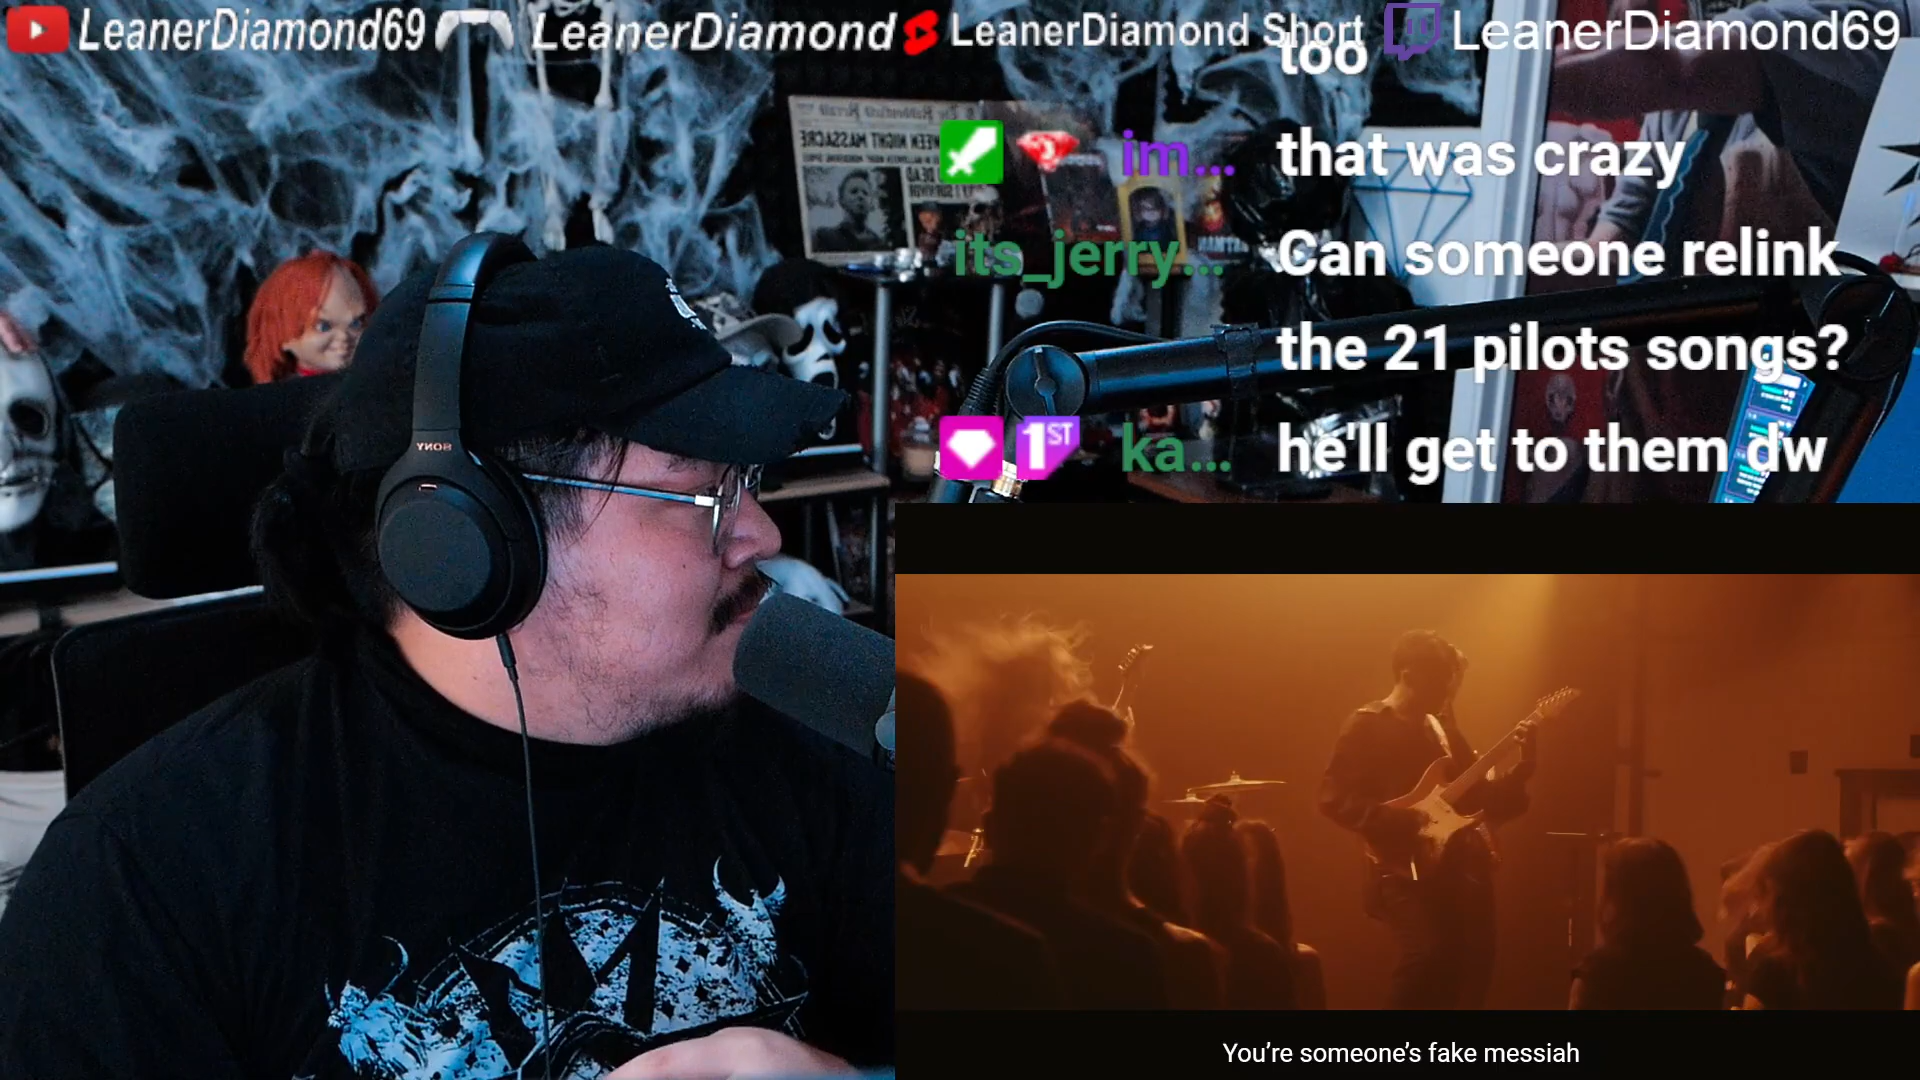 LeanerDiamond69 LeanerDiamond LeanerDiamond Short LeanerDiamond69
too
im... that was crazy
its_jerry... Can someone relink
the 21 pilots songs?
1ST ka... he'll get to them dw
SONY
You're someone's fake messiah